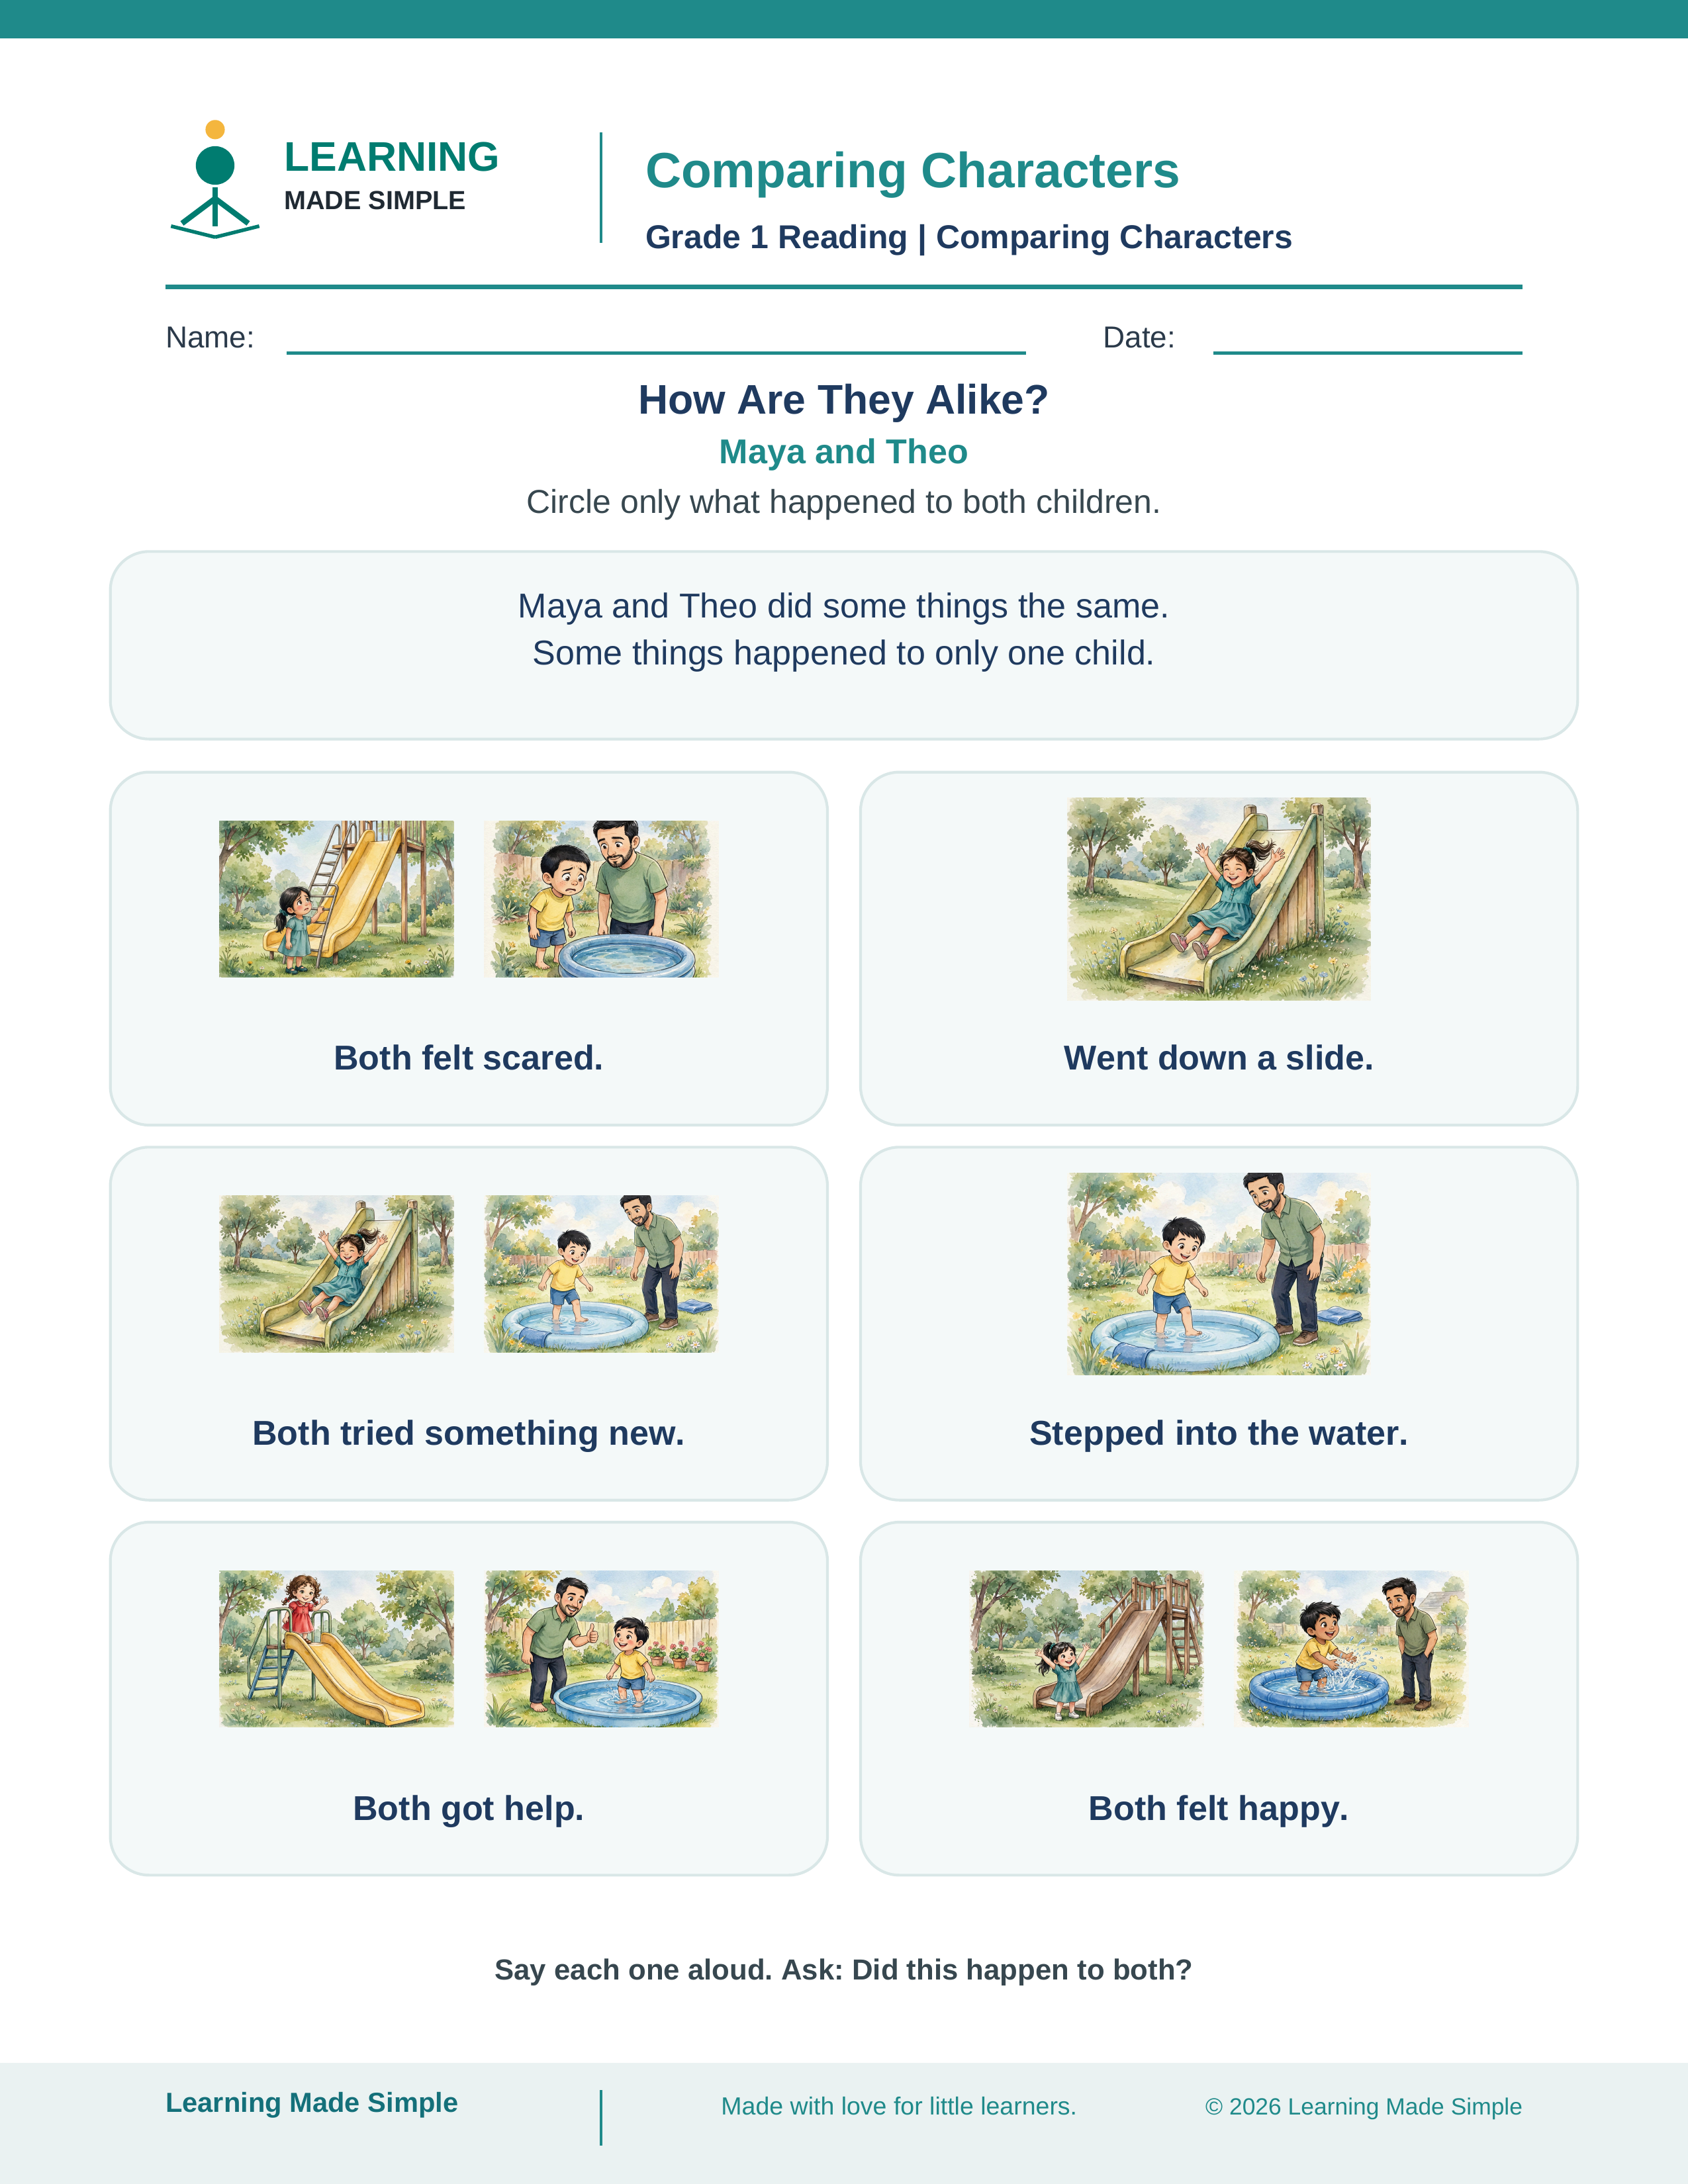 LEARNING
MADE SIMPLE
Comparing Characters
Grade 1 Reading | Comparing Characters
Name:
Date:
How Are They Alike?
Maya and Theo
Circle only what happened to both children.
Maya and Theo did some things the same.
Some things happened to only one child.
Both felt scared.
Went down a slide.
Both tried something new.
Stepped into the water.
Both got help.
Both felt happy.
Say each one aloud. Ask: Did this happen to both?
Learning Made Simple
Made with love for little learners.
© 2026 Learning Made Simple